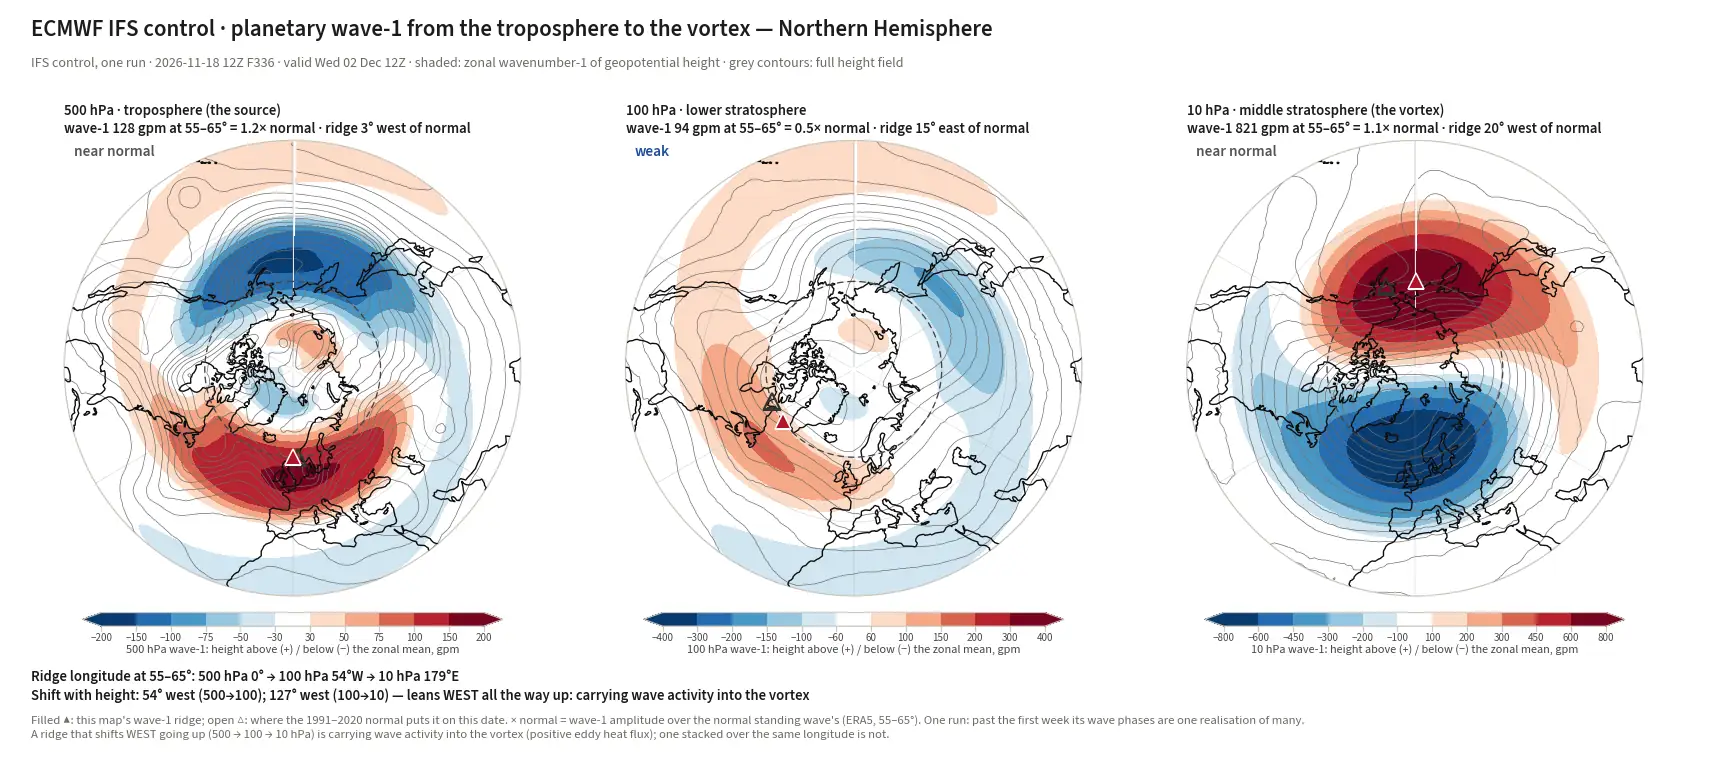 ECMWF IFS control · planetary wave-1 from the troposphere to the vortex — Northern Hemisphere
IFS control, one run · 2026-11-18 12Z F336 · valid Wed 02 Dec 12Z · shaded: zonal wavenumber-1 of geopotential height · grey contours: full height field
500 hPa · troposphere (the source)
wave-1 128 gpm at 55–65° = 1.2× normal · ridge 3° west of normal
near normal
100 hPa · lower stratosphere
wave-1 94 gpm at 55–65° = 0.5× normal · ridge 15° east of normal
weak
10 hPa · middle stratosphere (the vortex)
wave-1 821 gpm at 55–65° = 1.1× normal · ridge 20° west of normal
near normal
−200 −150 −100 −75 −50 −30 30 50 75 100 150 200
500 hPa wave-1: height above (+) / below (−) the zonal mean, gpm
−400 −300 −200 −150 −100 −60 60 100 150 200 300 400
100 hPa wave-1: height above (+) / below (−) the zonal mean, gpm
−800 −600 −450 −300 −200 −100 100 200 300 450 600 800
10 hPa wave-1: height above (+) / below (−) the zonal mean, gpm
Ridge longitude at 55–65°: 500 hPa 0° → 100 hPa 54°W → 10 hPa 179°E
Shift with height: 54° west (500→100); 127° west (100→10) — leans WEST all the way up: carrying wave activity into the vortex
Filled ▲: this map's wave-1 ridge; open △: where the 1991–2020 normal puts it on this date. × normal = wave-1 amplitude over the normal standing wave's (ERA5, 55–65°). One run: past the first week its wave phases are one realisation of many.
A ridge that shifts WEST going up (500 → 100 → 10 hPa) is carrying wave activity into the vortex (positive eddy heat flux); one stacked over the same longitude is not.